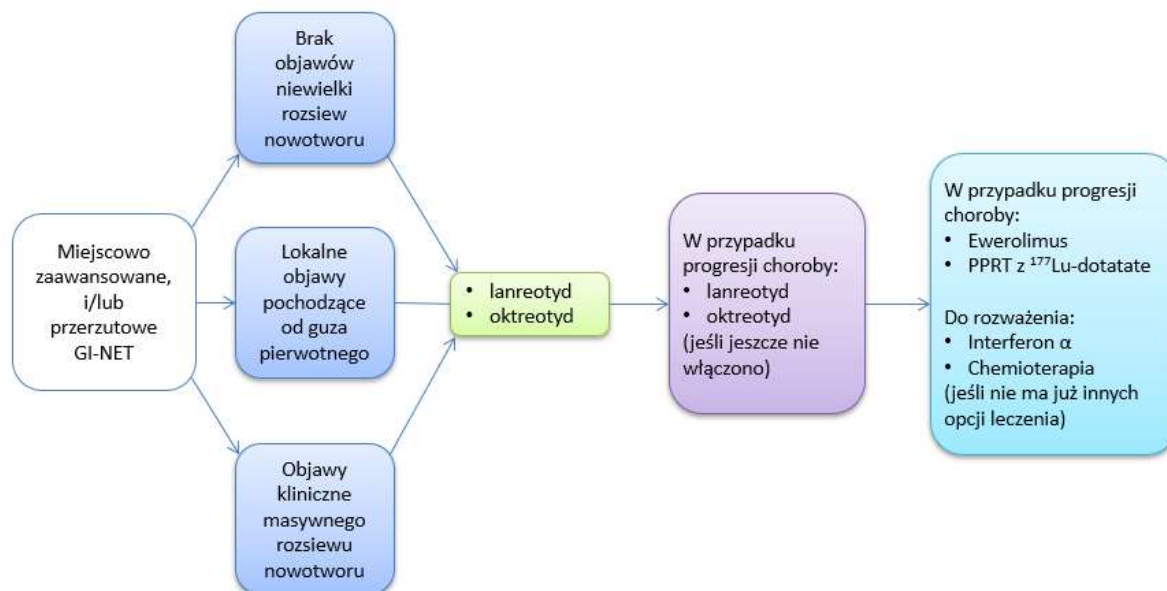 Miejscowo
zaawansowane,
i/lub
przerzutowe
GI-NET
Brak
objawów
niewielki
rozsiew
nowotworu
Lokalne
objawy
pochodzące
od guza
pierwotnego
Objawy
kliniczne
masywnego
rozsiewu
nowotworu
• lanreotyd
• oktreotyd
W przypadku
progresji choroby:
• lanreotyd
• oktreotyd
(jeśli jeszcze nie
włączono)
W przypadku progresji
choroby:
• Ewerolimus
• PPRT z ¹⁷⁷Lu-dotatate
Do rozważenia:
• Interferon α
• Chemioterapia
(jeśli nie ma już innych
opcji leczenia)